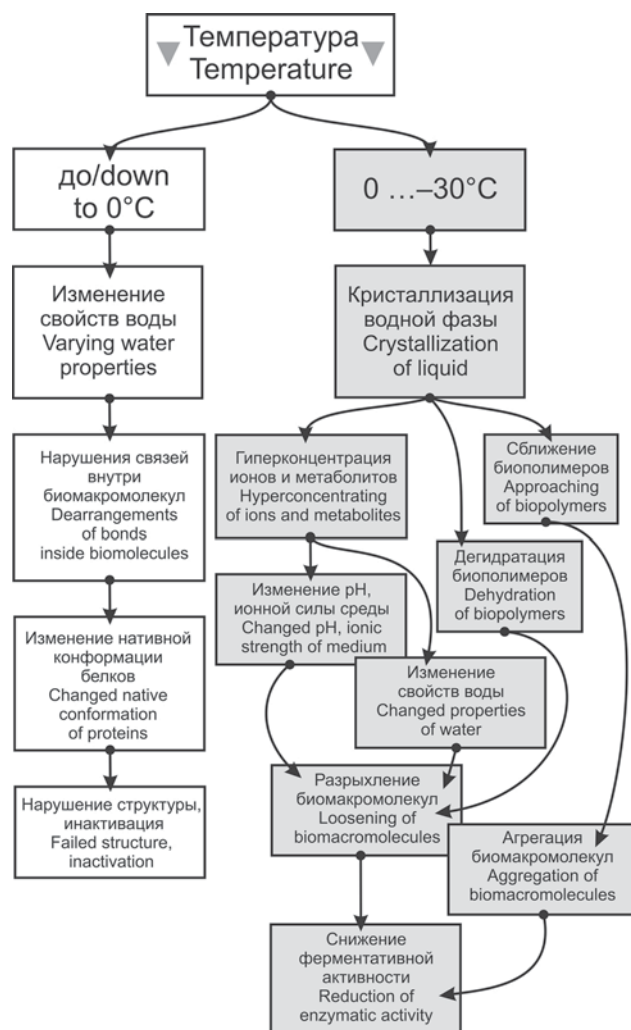 Температура
Temperature
до/down
to 0°C
0 ...–30°C
Изменение
свойств воды
Varying water
properties
Кристаллизация
водной фазы
Crystallization
of liquid
Нарушения связей
внутри
биомакромолекул
Dearrangements
of bonds
inside biomolecules
Гиперконцентрация
ионов и метаболитов
Hyperconcentrating
of ions and metabolites
Сближение
биополимеров
Approaching
of biopolymers
Дегидратация
биополимеров
Dehydration
of biopolymers
Изменение pH,
ионной силы среды
Changed pH, ionic
strength of medium
Изменение нативной
конформации
белков
Changed native
conformation
of proteins
Изменение
свойств воды
Changed properties
of water
Разрыхление
биомакромолекул
Loosening of
biomacromolecules
Нарушение структуры,
инактивация
Failed structure,
inactivation
Агрегация
биомакромолекул
Aggregation of
biomacromolecules
Снижение
ферментативной
активности
Reduction of
enzymatic activity